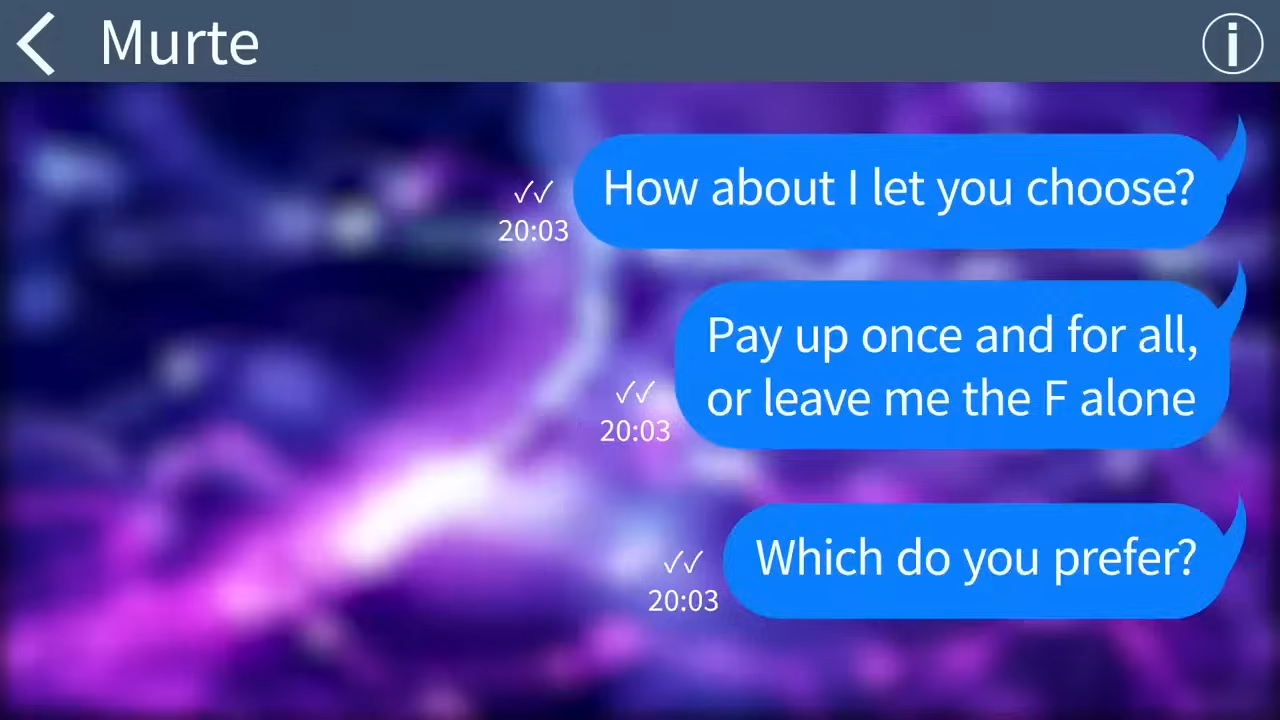 Murte
How about I let you choose?
✓✓
20:03
Pay up once and for all,
or leave me the F alone
✓✓
20:03
Which do you prefer?
✓✓
20:03